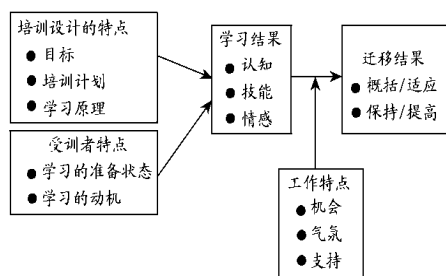 培训设计的特点
● 目标
● 培训计划
● 学习原理
受训者特点
● 学习的准备状态
● 学习的动机
学习结果
● 认知
● 技能
● 情感
迁移结果
● 概括/适应
● 保持/提高
工作特点
● 机会
● 气氛
● 支持